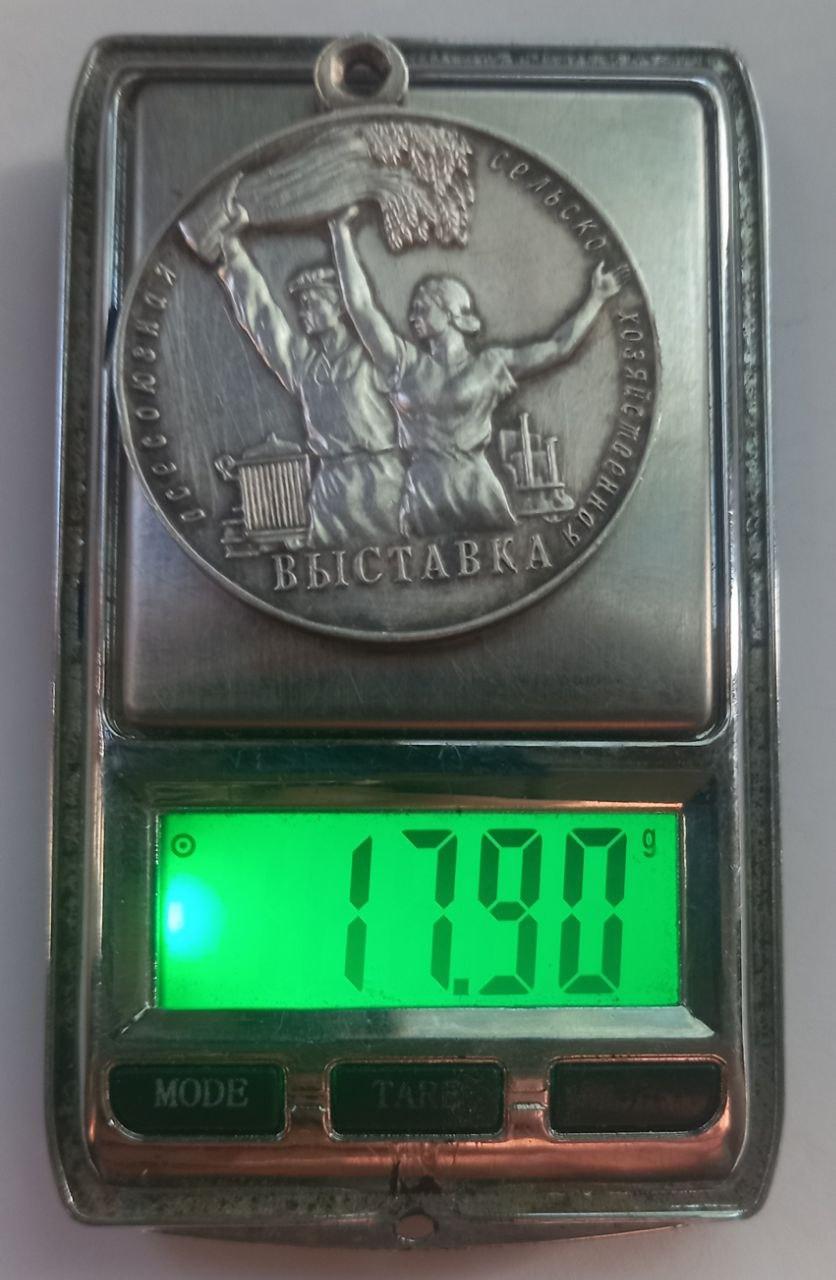 ВСЕСОЮЗНАЯ
СЕЛЬСКО-ХОЗЯЙСТВЕННАЯ
ВЫСТАВКА
17.90 g
MODE
TARE